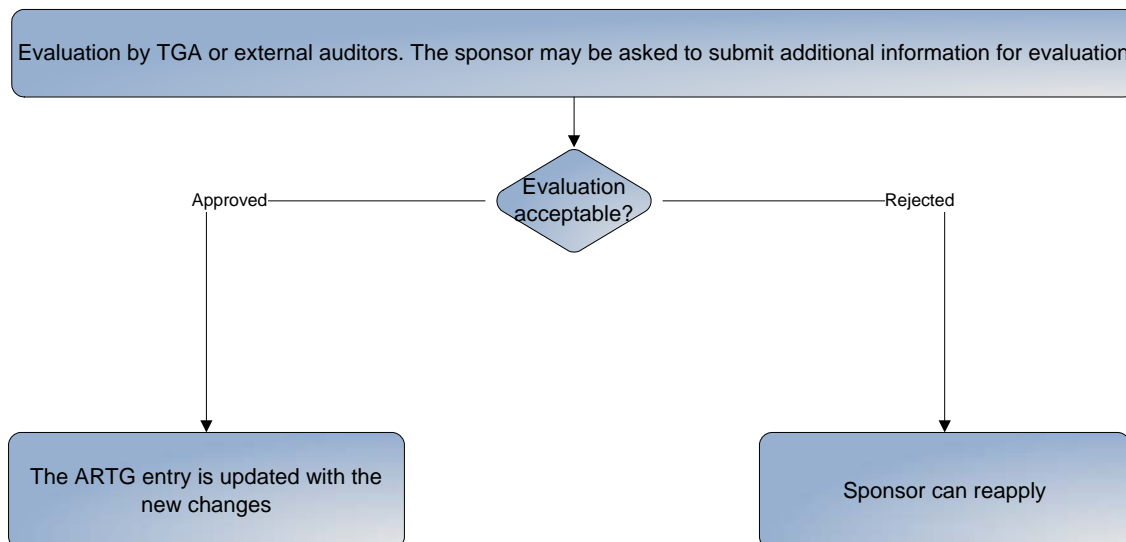 Evaluation by TGA or external auditors. The sponsor may be asked to submit additional information for evaluation
Evaluation
acceptable?
Approved
Rejected
The ARTG entry is updated with the
new changes
Sponsor can reapply